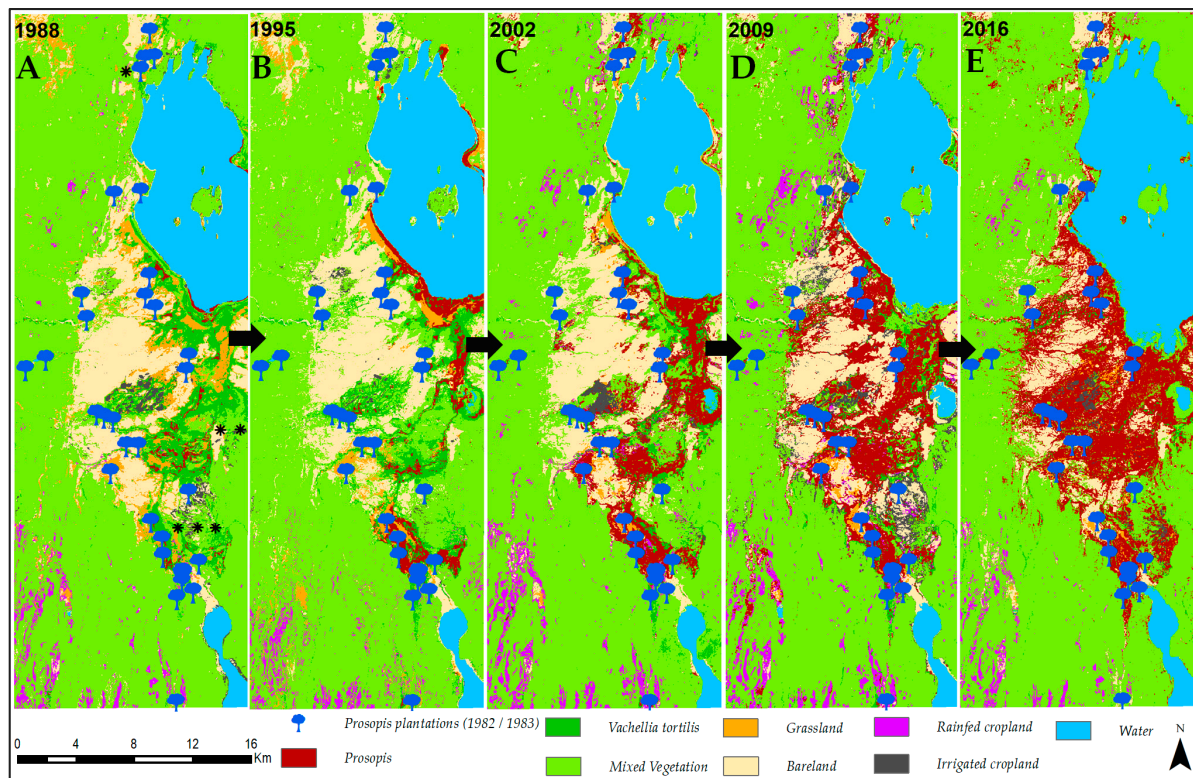 1988 1995 2002 2009 2016
A B C D E
Prosopis plantations (1982 / 1983)
Vachellia tortilis
Grassland
Rainfed cropland
Water
N
0 4 8 12 16
Km
Prosopis
Mixed Vegetation
Bareland
Irrigated cropland